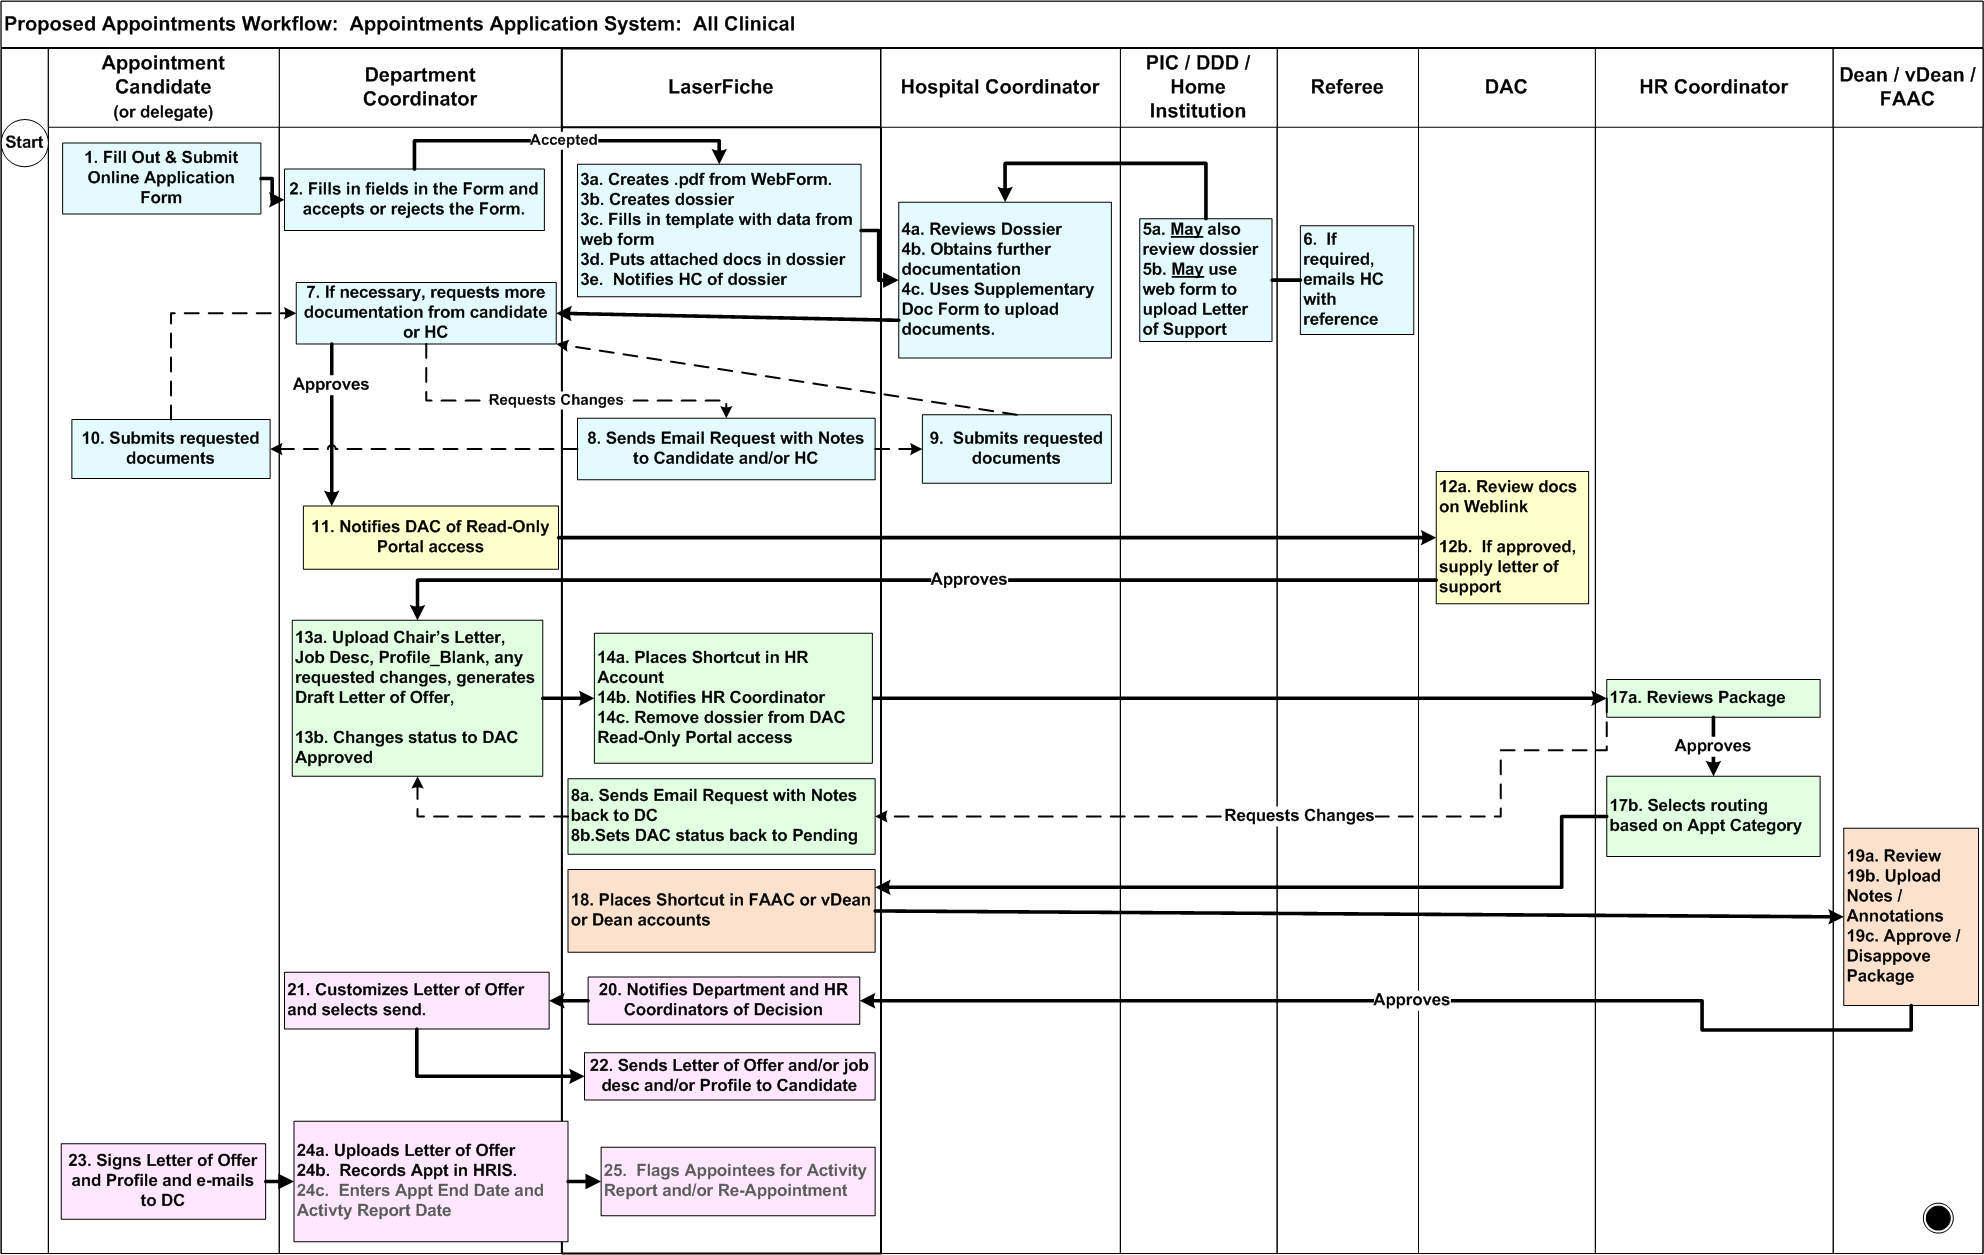 Proposed Appointments Workflow:  Appointments Application System:  All Clinical
Appointment
Candidate
(or delegate)
Department
Coordinator
LaserFiche
Hospital Coordinator
PIC / DDD /
Home
Institution
Referee
DAC
HR Coordinator
Dean / vDean /
FAAC
Start
1. Fill Out & Submit
Online Application
Form
2. Fills in fields in the Form and
accepts or rejects the Form.
Accepted
3a. Creates .pdf from WebForm.
3b. Creates dossier
3c. Fills in template with data from
web form
3d. Puts attached docs in dossier
3e.  Notifies HC of dossier
4a. Reviews Dossier
4b. Obtains further
documentation
4c. Uses Supplementary
Doc Form to upload
documents.
5a. May also
review dossier
5b. May use
web form to
upload Letter
of Support
6.  If
required,
emails HC
with
reference
7. If necessary, requests more
documentation from candidate
or HC
Approves
Requests Changes
10. Submits requested
documents
8. Sends Email Request with Notes
to Candidate and/or HC
9.  Submits requested
documents
11. Notifies DAC of Read-Only
Portal access
12a. Review docs
on Weblink
12b.  If approved,
supply letter of
support
Approves
13a. Upload Chair's Letter,
Job Desc, Profile_Blank, any
requested changes, generates
Draft Letter of Offer,
13b. Changes status to DAC
Approved
14a. Places Shortcut in HR
Account
14b. Notifies HR Coordinator
14c. Remove dossier from DAC
Read-Only Portal access
17a. Reviews Package
Approves
17b. Selects routing
based on Appt Category
8a. Sends Email Request with Notes
back to DC
8b.Sets DAC status back to Pending
Requests Changes
18. Places Shortcut in FAAC or vDean
or Dean accounts
19a. Review
19b. Upload
Notes /
Annotations
19c. Approve /
Disappove
Package
Approves
20. Notifies Department and HR
Coordinators of Decision
21. Customizes Letter of Offer
and selects send.
22. Sends Letter of Offer and/or job
desc and/or Profile to Candidate
23. Signs Letter of Offer
and Profile and e-mails
to DC
24a. Uploads Letter of Offer
24b.  Records Appt in HRIS.
24c.  Enters Appt End Date and
Activty Report Date
25.  Flags Appointees for Activity
Report and/or Re-Appointment